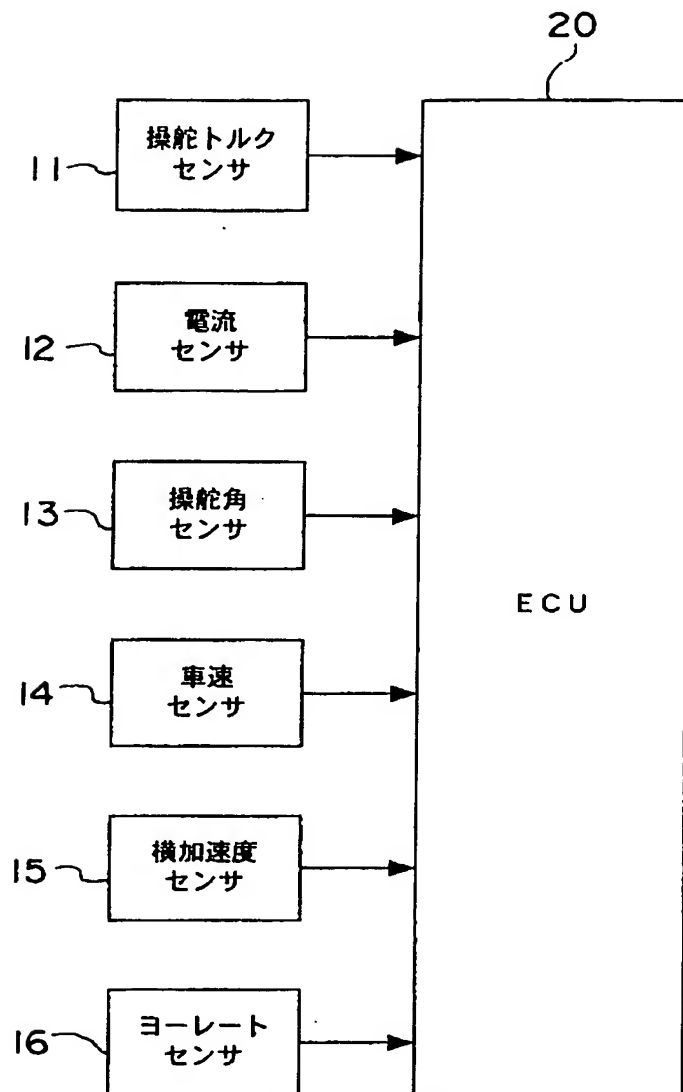 20
11
操舵トルク
センサ
12
電流
センサ
13
操舵角
センサ
ECU
14
車速
センサ
15
横加速度
センサ
16
ヨーレート
センサ